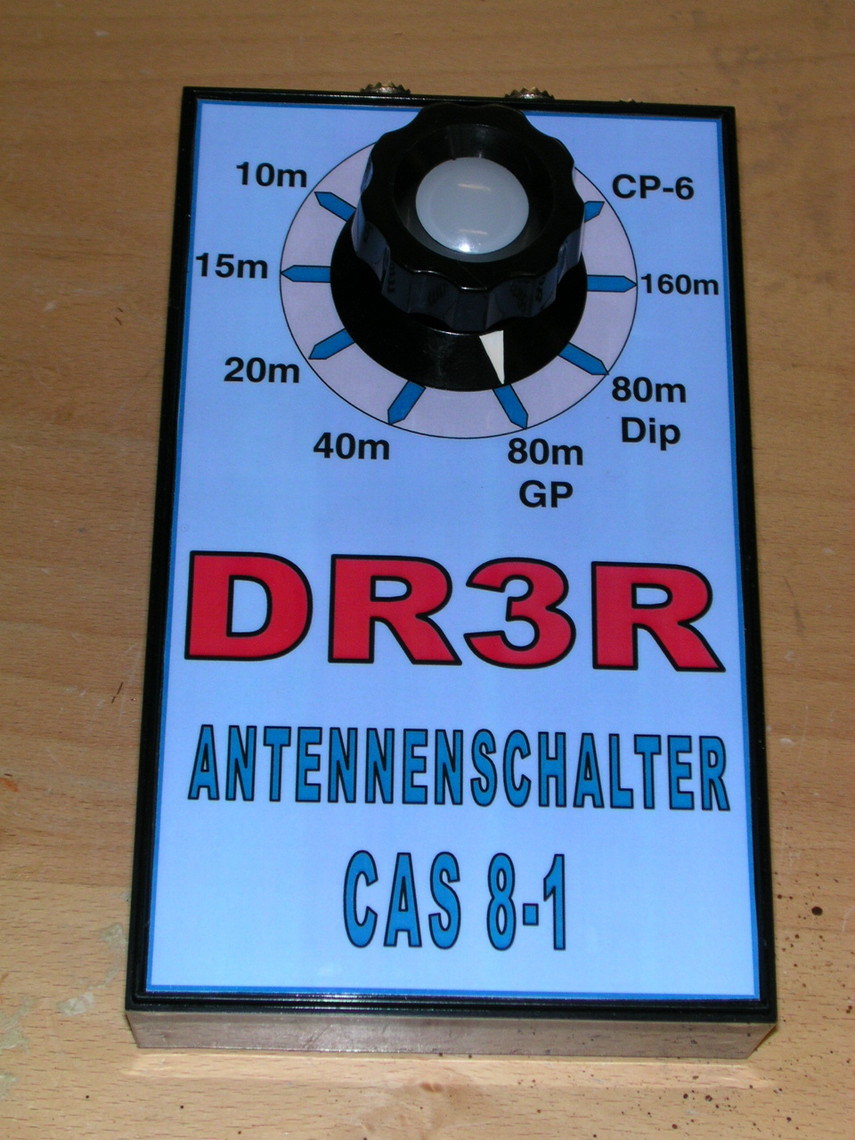 10m
CP-6
15m
160m
20m
80m
Dip
40m
80m
GP
DR3R
ANTENNENSCHALTER
CAS 8-1